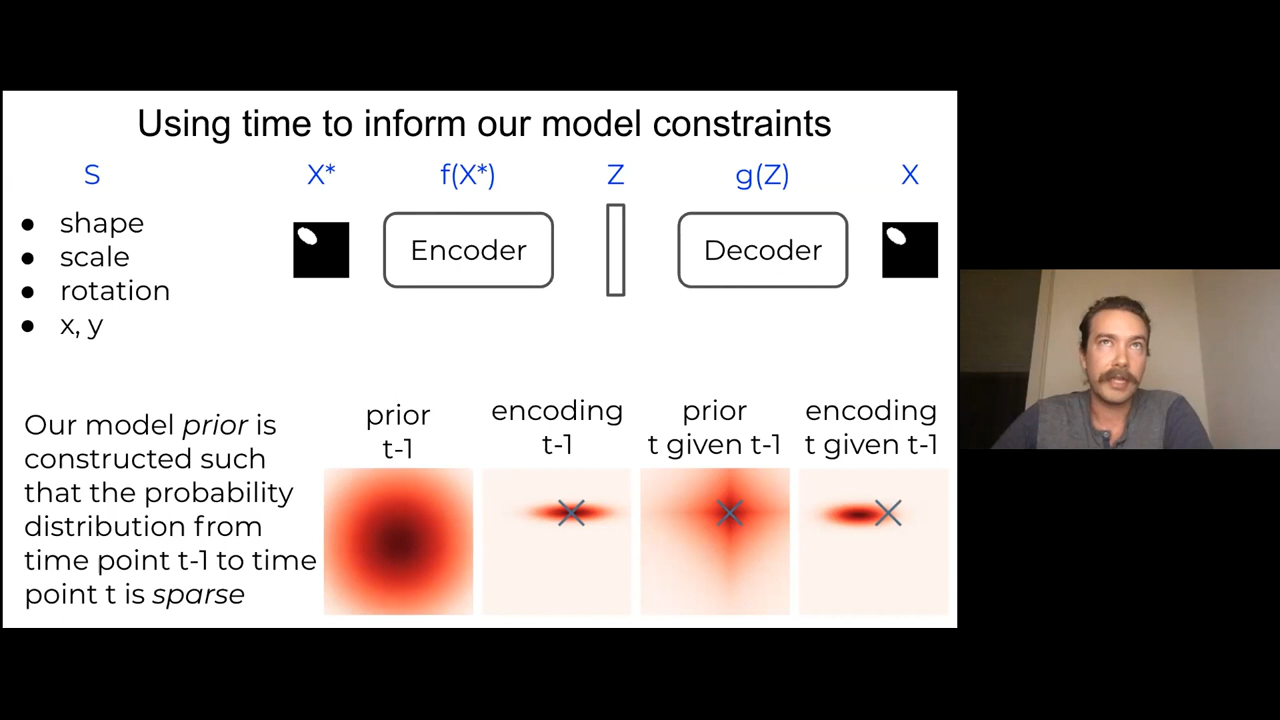 Using time to inform our model constraints
S
X*
f(X*)
Z
g(Z)
X
● shape
● scale
● rotation
● x, y
Encoder
Decoder
Our model prior is
constructed such
that the probability
distribution from
time point t-1 to time
point t is sparse
prior
t-1
encoding
t-1
prior
t given t-1
encoding
t given t-1